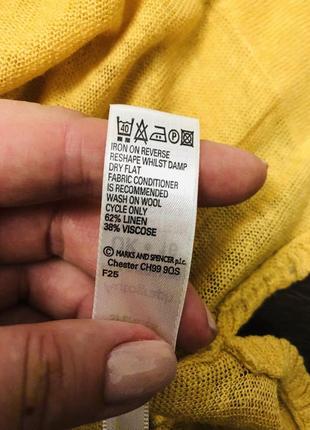 40 P
IRON ON REVERSE
RESHAPE WHILST DAMP
DRY FLAT
FABRIC CONDITIONER
IS RECOMMENDED
WASH ON WOOL
CYCLE ONLY
62% LINEN
38% VISCOSE
© MARKS AND SPENCER p.l.c.
Chester CH99 9QS
F25